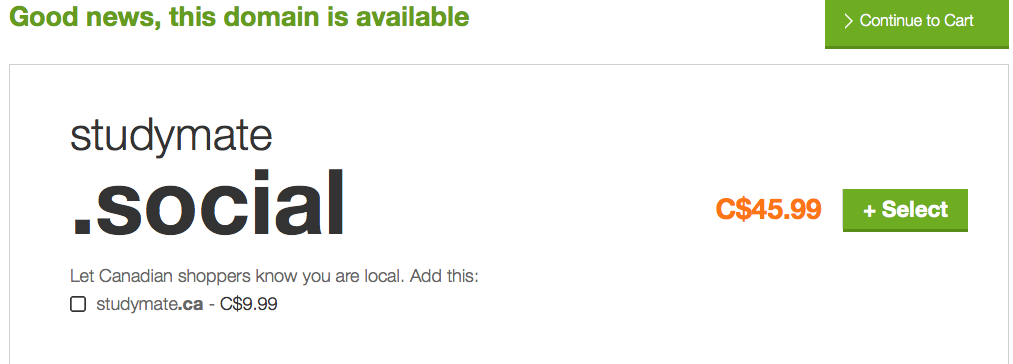 Good news, this domain is available
> Continue to Cart
studymate
.social
C$45.99
+ Select
Let Canadian shoppers know you are local. Add this:
studymate.ca - C$9.99